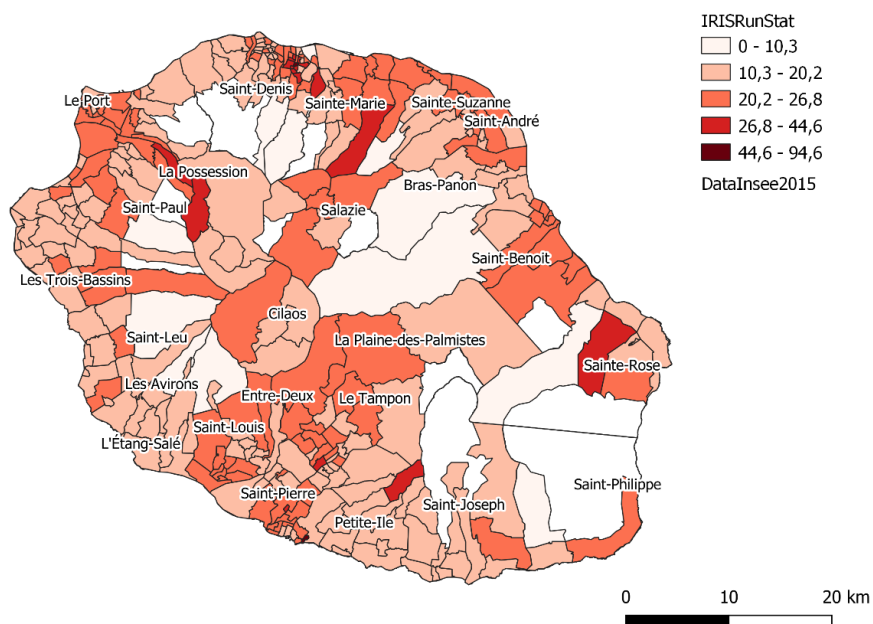 IRISRunStat
0 - 10,3
10,3 - 20,2
20,2 - 26,8
26,8 - 44,6
44,6 - 94,6
DataInsee2015
Saint-Denis
Le Port
Sainte-Marie
Sainte-Suzanne
Saint-André
La Possession
Bras-Panon
Saint-Paul
Salazie
Saint-Benoit
Les Trois-Bassins
Cilaos
Saint-Leu
La Plaine-des-Palmistes
Sainte-Rose
Les Avirons
Entre-Deux
Le Tampon
Saint-Louis
L'Étang-Salé
Saint-Pierre
Saint-Philippe
Saint-Joseph
Petite-Ile
0 10 20 km